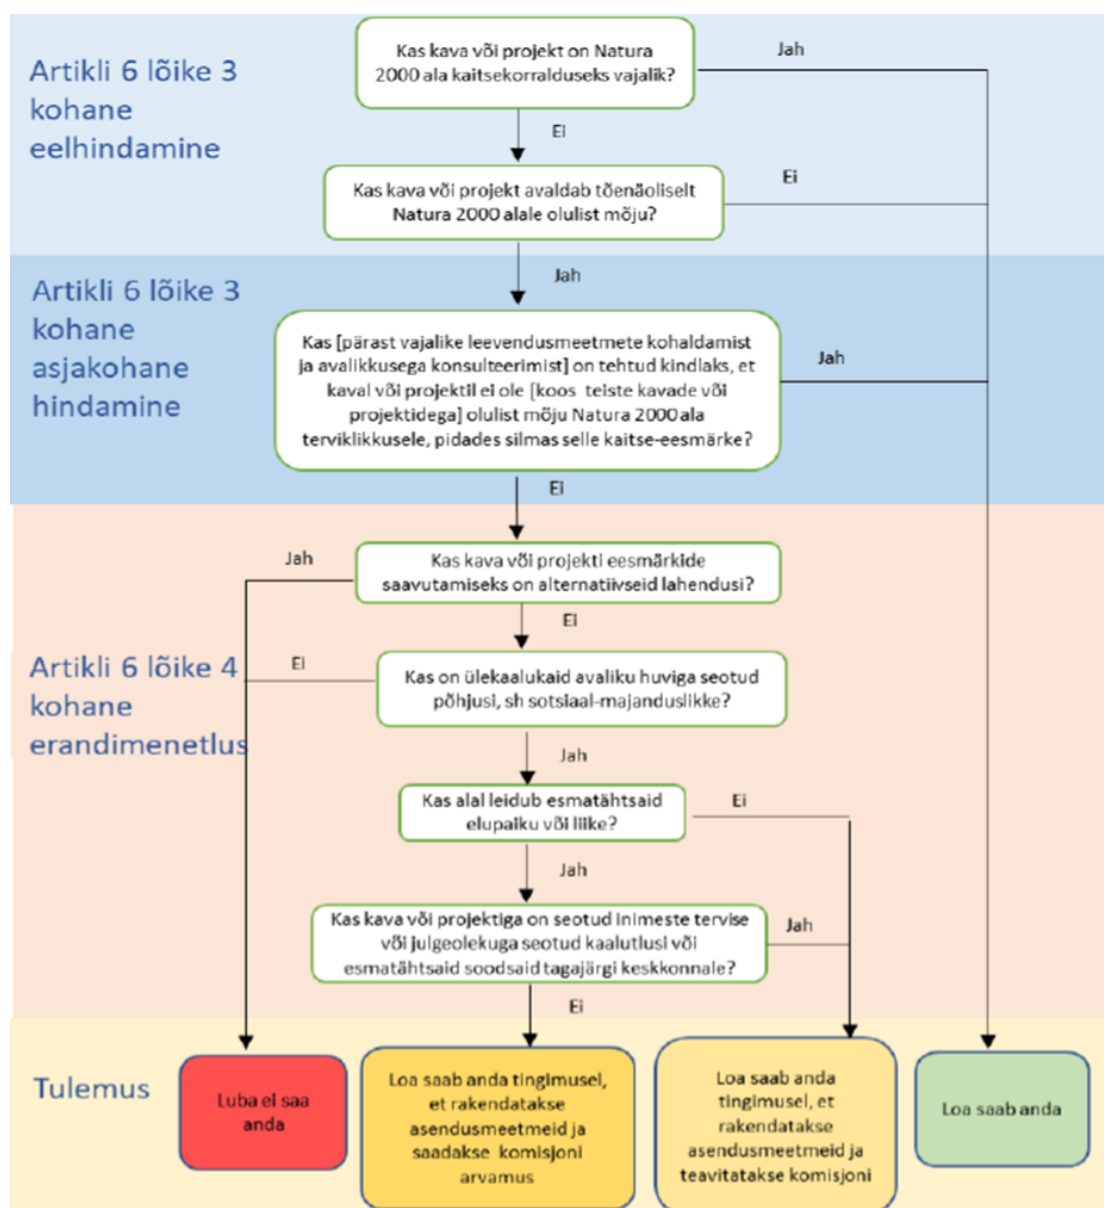 Artikli 6 lõike 3
kohane
eelhindamine
Kas kava või projekt on Natura
2000 ala kaitsekorralduseks vajalik?
Jah
Ei
Kas kava või projekt avaldab tõenäoliselt
Natura 2000 alale olulist mõju?
Ei
Jah
Artikli 6 lõike 3
kohane
asjakohane
hindamine
Kas [pärast vajalike leevendusmeetmete kohaldamist
ja avalikkusega konsulteerimist] on tehtud kindlaks, et
kaval või projektil ei ole [koos teiste kavade või
projektidega] olulist mõju Natura 2000 ala
terviklikkusele, pidades silmas selle kaitse-eesmärke?
Jah
Ei
Artikli 6 lõike 4
kohane
erandimenetlus
Kas kava või projekti eesmärkide
saavutamiseks on alternatiivseid lahendusi?
Jah
Ei
Kas on ülekaalukaid avaliku huviga seotud
põhjusi, sh sotsiaal-majanduslikke?
Ei
Jah
Kas alal leidub esmatähtsaid
elupaiku või liike?
Ei
Jah
Kas kava või projektiga on seotud inimeste tervise
või julgeolekuga seotud kaalutlusi või
esmatähtsaid soodsaid tagajärgi keskkonnale?
Jah
Ei
Tulemus
Luba ei saa
anda
Loa saab anda tingimusel,
et rakendatakse
asendusmeetmeid ja
saadakse komisjoni
arvamus
Loa saab anda
tingimusel, et
rakendatakse
asendusmeetmeid ja
teavitatakse komisjoni
Loa saab anda